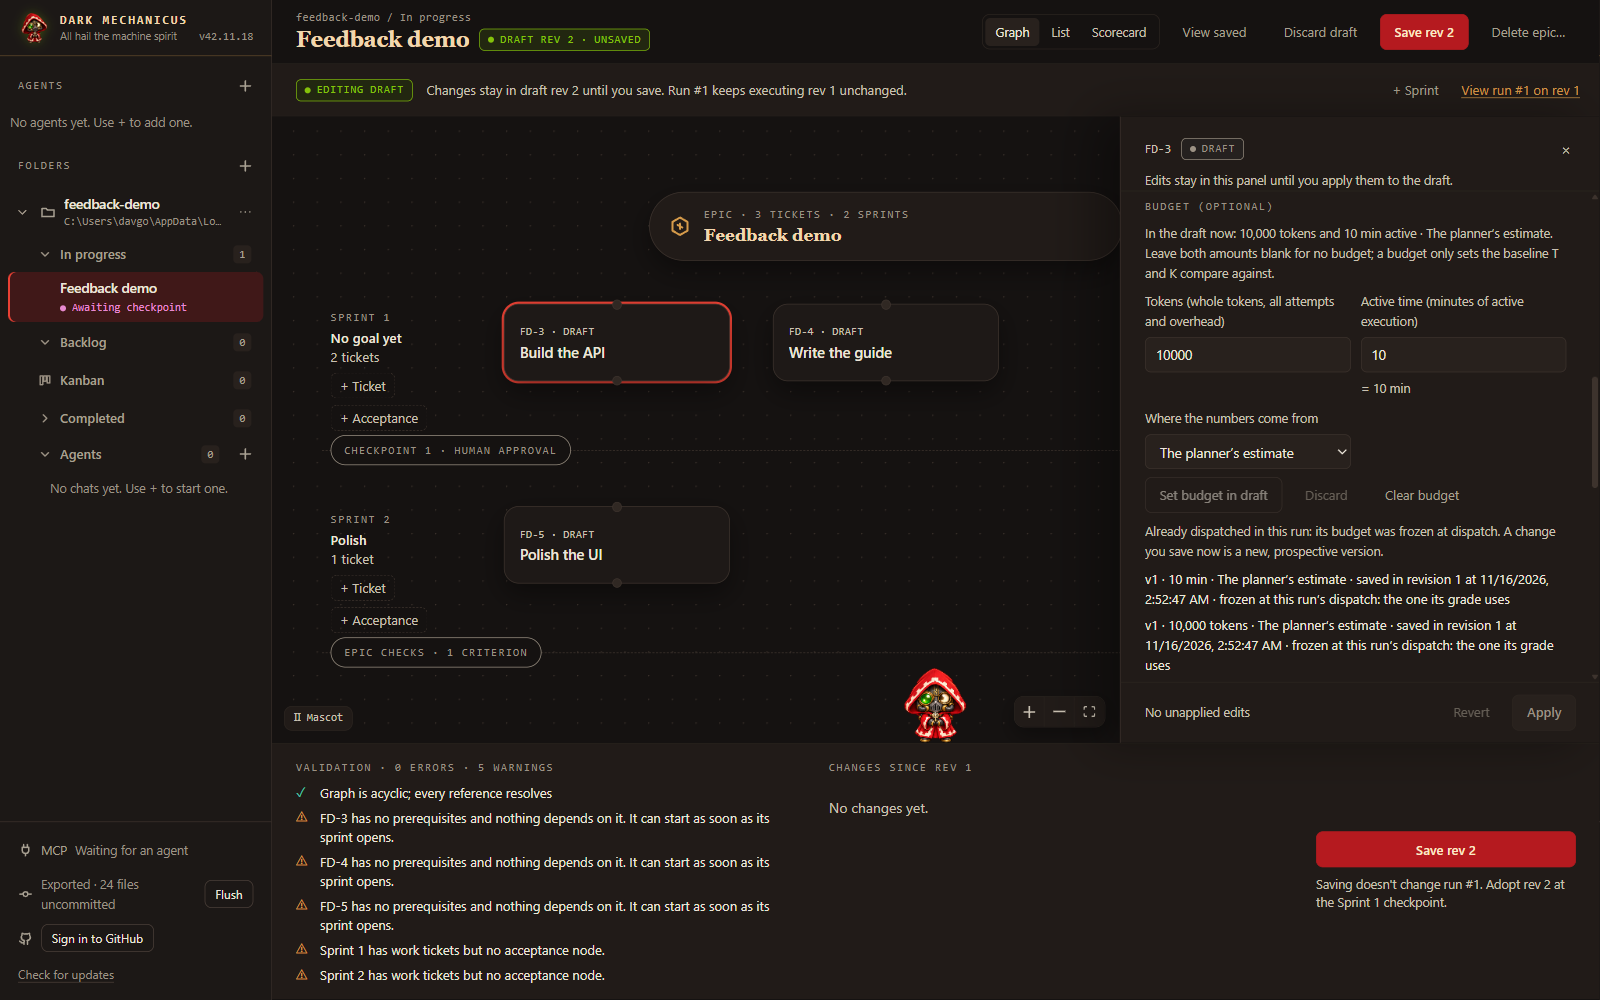 DARK MECHANICUS
All hail the machine spirit v42.11.18
AGENTS
No agents yet. Use + to add one.
FOLDERS
feedback-demo
C:\Users\davgo\AppData\Lo...
In progress 1
Feedback demo
Awaiting checkpoint
Backlog 0
Kanban 0
Completed 0
Agents 0
No chats yet. Use + to start one.
MCP Waiting for an agent
Exported · 24 files
uncommitted
Flush
Sign in to GitHub
Check for updates
feedback-demo / In progress
Feedback demo
DRAFT REV 2 · UNSAVED
Graph List Scorecard
View saved
Discard draft
Save rev 2
Delete epic...
EDITING DRAFT
Changes stay in draft rev 2 until you save. Run #1 keeps executing rev 1 unchanged.
+ Sprint
View run #1 on rev 1
EPIC · 3 TICKETS · 2 SPRINTS
Feedback demo
SPRINT 1
No goal yet
2 tickets
+ Ticket
+ Acceptance
CHECKPOINT 1 · HUMAN APPROVAL
FD-3 · DRAFT
Build the API
FD-4 · DRAFT
Write the guide
SPRINT 2
Polish
1 ticket
+ Ticket
+ Acceptance
EPIC CHECKS · 1 CRITERION
FD-5 · DRAFT
Polish the UI
Mascot
FD-3 DRAFT
Edits stay in this panel until you apply them to the draft.
BUDGET (OPTIONAL)
In the draft now: 10,000 tokens and 10 min active · The planner's estimate.
Leave both amounts blank for no budget; a budget only sets the baseline T
and K compare against.
Tokens (whole tokens, all attempts
and overhead)
10000
Active time (minutes of active
execution)
10
= 10 min
Where the numbers come from
The planner's estimate
Set budget in draft
Discard
Clear budget
Already dispatched in this run: its budget was frozen at dispatch. A change
you save now is a new, prospective version.
v1 · 10 min · The planner's estimate · saved in revision 1 at 11/16/2026,
2:52:47 AM · frozen at this run's dispatch: the one its grade uses
v1 · 10,000 tokens · The planner's estimate · saved in revision 1 at
11/16/2026, 2:52:47 AM · frozen at this run's dispatch: the one its grade
uses
No unapplied edits
Revert
Apply
VALIDATION · 0 ERRORS · 5 WARNINGS
Graph is acyclic; every reference resolves
FD-3 has no prerequisites and nothing depends on it. It can start as soon as its
sprint opens.
FD-4 has no prerequisites and nothing depends on it. It can start as soon as its
sprint opens.
FD-5 has no prerequisites and nothing depends on it. It can start as soon as its
sprint opens.
Sprint 1 has work tickets but no acceptance node.
Sprint 2 has work tickets but no acceptance node.
CHANGES SINCE REV 1
No changes yet.
Save rev 2
Saving doesn't change run #1. Adopt rev 2 at
the Sprint 1 checkpoint.